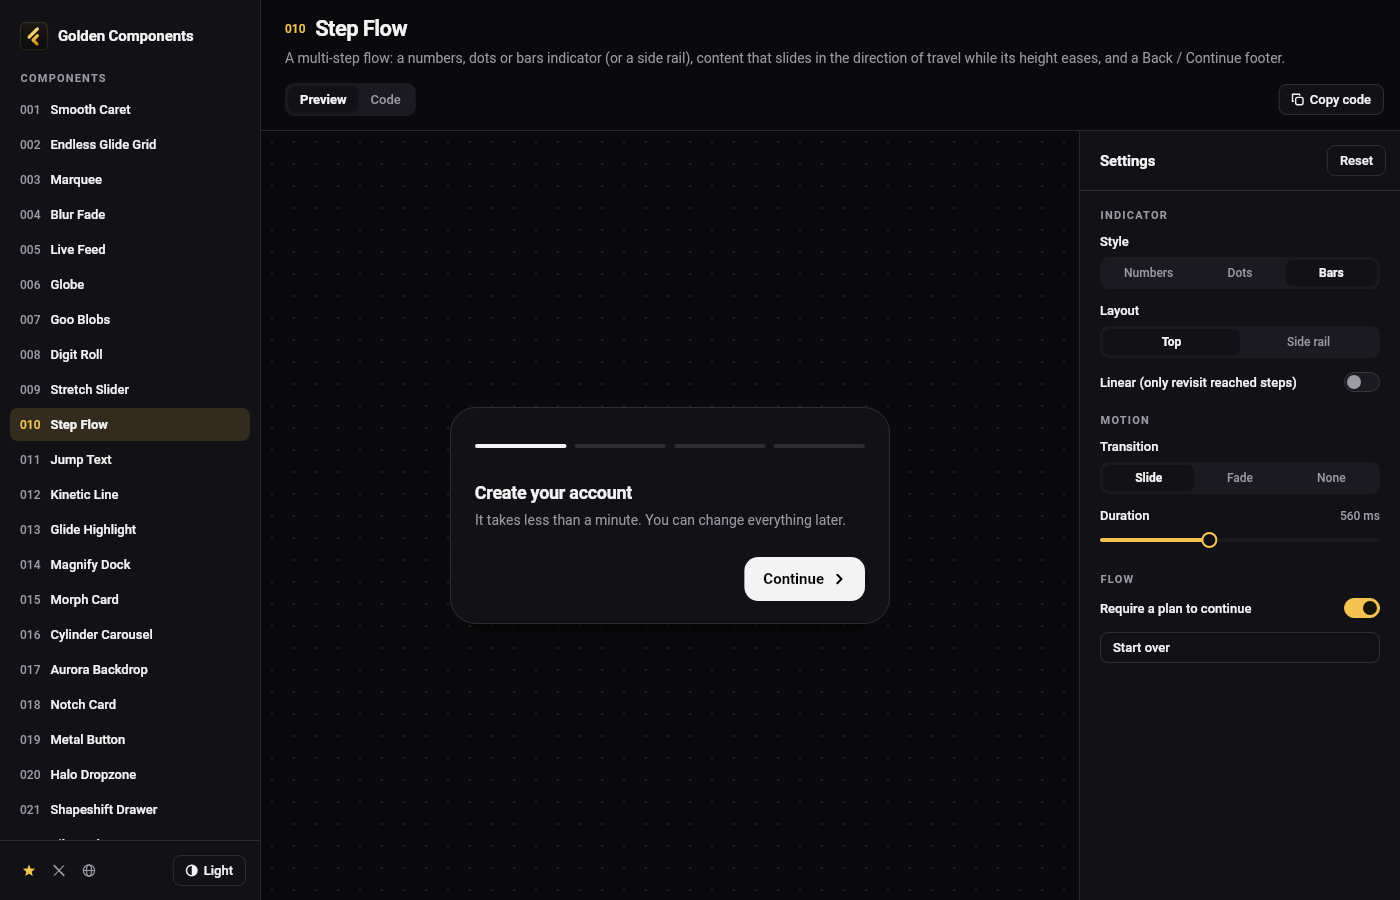 Golden Components
COMPONENTS
001 Smooth Caret
002 Endless Glide Grid
003 Marquee
004 Blur Fade
005 Live Feed
006 Globe
007 Goo Blobs
008 Digit Roll
009 Stretch Slider
010 Step Flow
011 Jump Text
012 Kinetic Line
013 Glide Highlight
014 Magnify Dock
015 Morph Card
016 Cylinder Carousel
017 Aurora Backdrop
018 Notch Card
019 Metal Button
020 Halo Dropzone
021 Shapeshift Drawer
Light
010 Step Flow
A multi-step flow: a numbers, dots or bars indicator (or a side rail), content that slides in the direction of travel while its height eases, and a Back / Continue footer.
Preview Code
Copy code
Create your account
It takes less than a minute. You can change everything later.
Continue
Settings
Reset
INDICATOR
Style
Numbers Dots Bars
Layout
Top Side rail
Linear (only revisit reached steps)
MOTION
Transition
Slide Fade None
Duration 560 ms
FLOW
Require a plan to continue
Start over